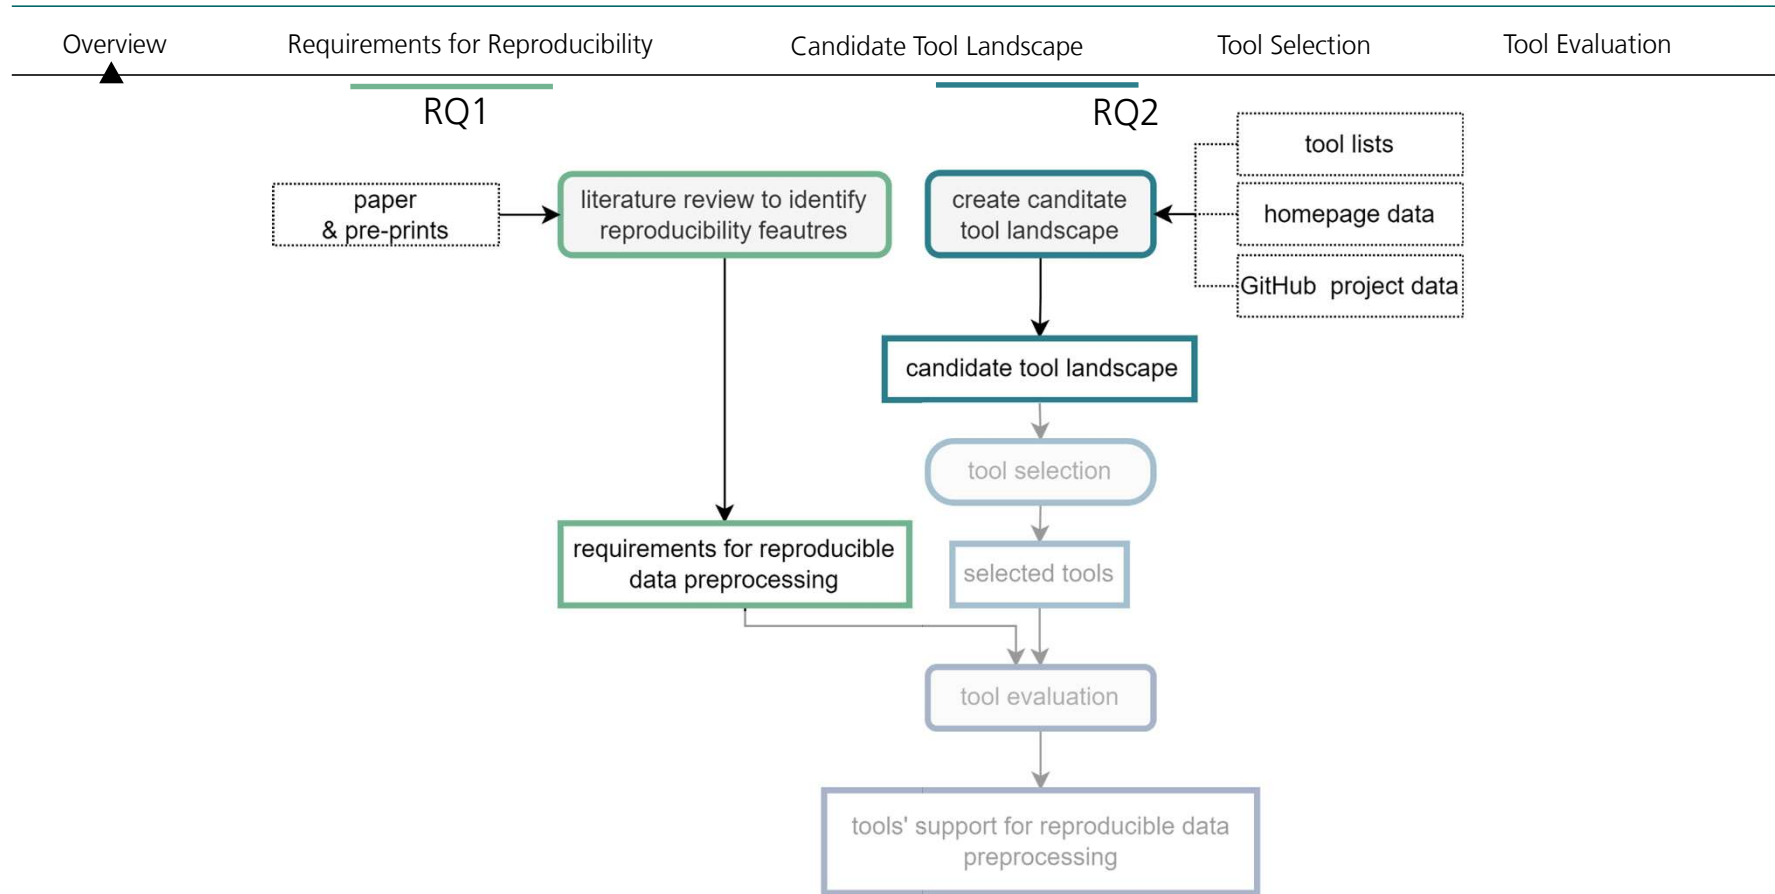 Overview
Requirements for Reproducibility
Candidate Tool Landscape
Tool Selection
Tool Evaluation
RQ1
RQ2
paper
& pre-prints
literature review to identify
reproducibility feautres
create canditate
tool landscape
tool lists
homepage data
GitHub project data
candidate tool landscape
tool selection
requirements for reproducible
data preprocessing
selected tools
tool evaluation
tools' support for reproducible data
preprocessing